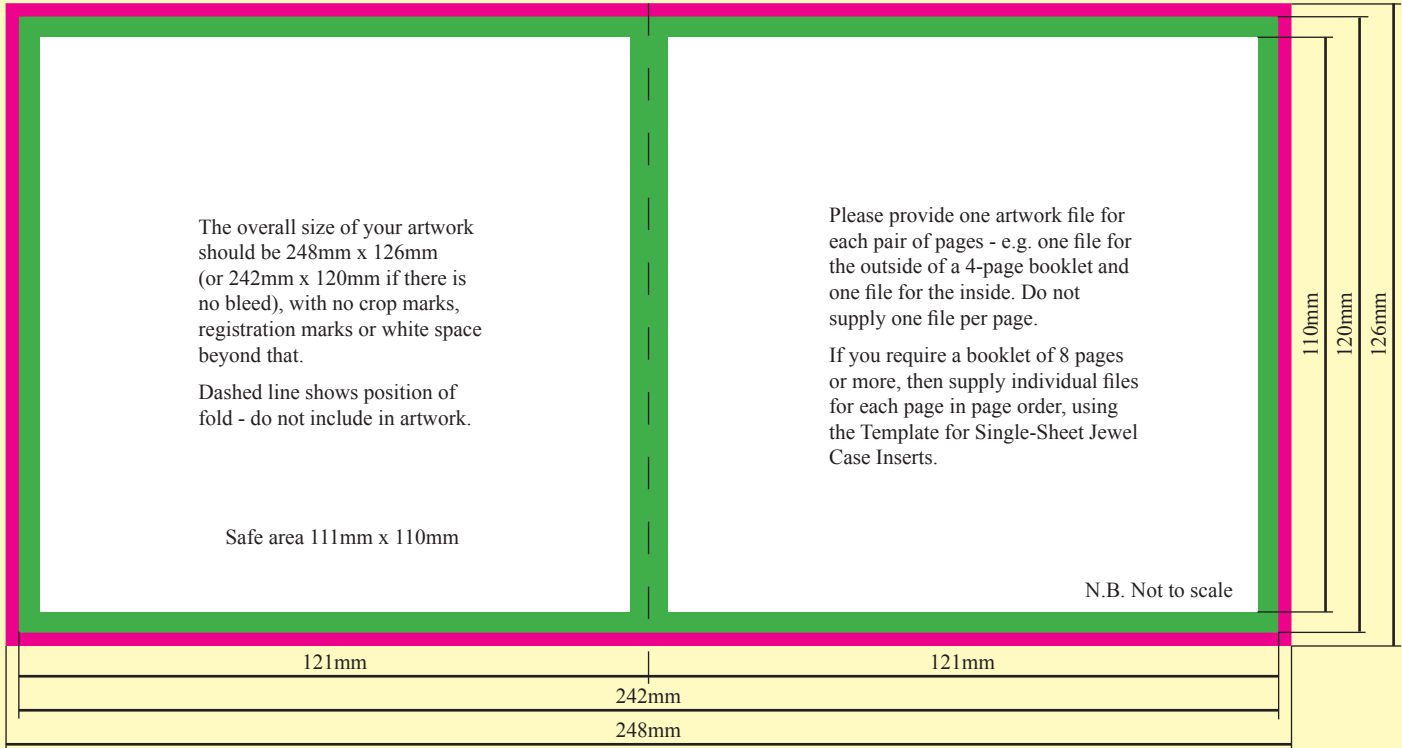 The overall size of your artwork
should be 248mm x 126mm
(or 242mm x 120mm if there is
no bleed), with no crop marks,
registration marks or white space
beyond that.
Dashed line shows position of
fold - do not include in artwork.
Safe area 111mm x 110mm
Please provide one artwork file for
each pair of pages - e.g. one file for
the outside of a 4-page booklet and
one file for the inside. Do not
supply one file per page.
If you require a booklet of 8 pages
or more, then supply individual files
for each page in page order, using
the Template for Single-Sheet Jewel
Case Inserts.
N.B. Not to scale
110mm
120mm
126mm
121mm
121mm
242mm
248mm